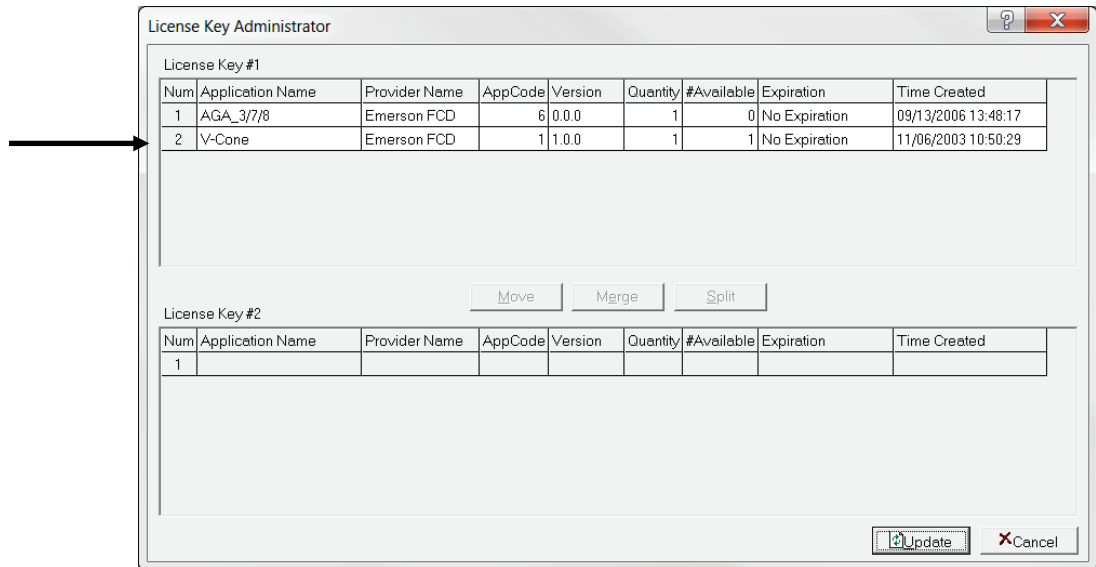 License Key Administrator
License Key #1
Num Application Name Provider Name AppCode Version Quantity #Available Expiration Time Created
1 AGA_3/7/8 Emerson FCD 6 0.0.0 1 0 No Expiration 09/13/2006 13:48:17
2 V-Cone Emerson FCD 1 1.0.0 1 1 No Expiration 11/06/2003 10:50:29
Move Merge Split
License Key #2
Num Application Name Provider Name AppCode Version Quantity #Available Expiration Time Created
1
Update Cancel